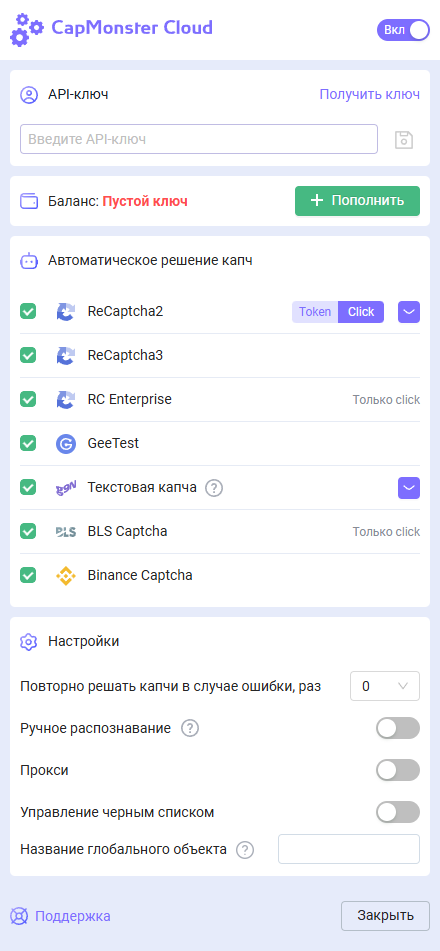 CapMonster Cloud
Вкл
API-ключ
Получить ключ
Введите API-ключ
Баланс: Пустой ключ
Пополнить
Автоматическое решение капч
ReCaptcha2
Token
Click
ReCaptcha3
RC Enterprise
Только click
GeeTest
Текстовая капча
?
BLS
BLS Captcha
Только click
Binance Captcha
Настройки
Повторно решать капчи в случае ошибки, раз
0
Ручное распознавание
?
Прокси
Управление черным списком
Название глобального объекта
?
Поддержка
Закрыть